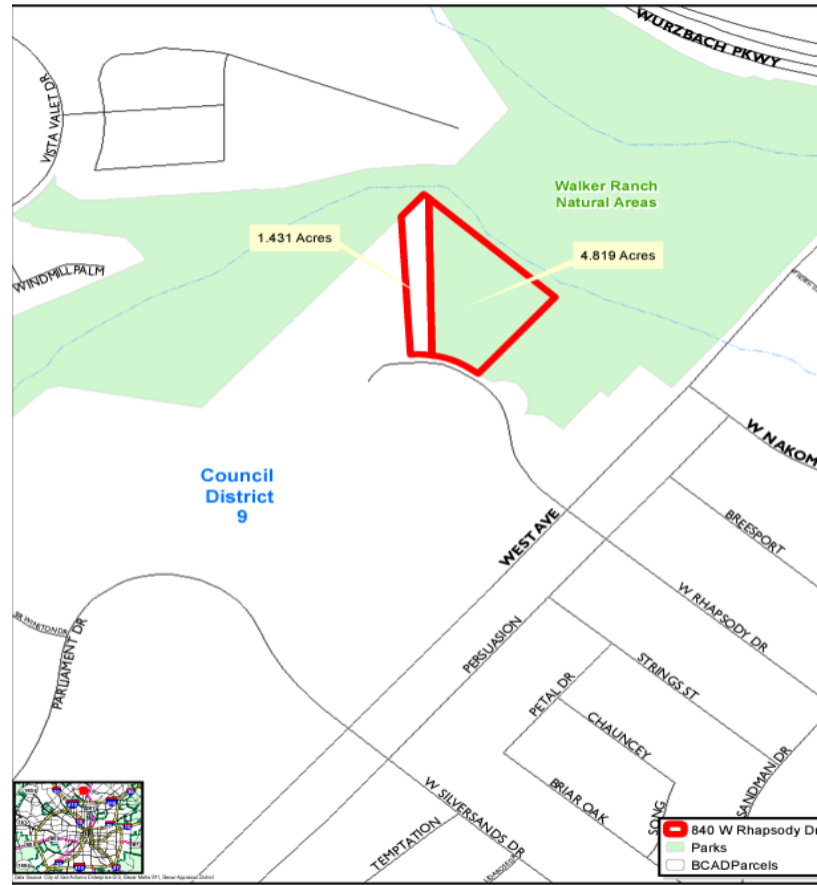 WURZBACH PKWY
VISTA VALET DR
Walker Ranch
Natural Areas
1.431 Acres
4.819 Acres
WINDMILL PALM
W NAKOM
Council
District
9
WEST AVE
BREESPORT
W RHAPSODY DR
PERSUASION
STRINGS ST
PARLIAMENT DR
PETAL DR
CHAUNCEY
BRIAR OAK
SONG
SANDMAN DR
W SILVERSANDS DR
TEMPTATION
840 W Rhapsody Dr
Parks
BCADParcels